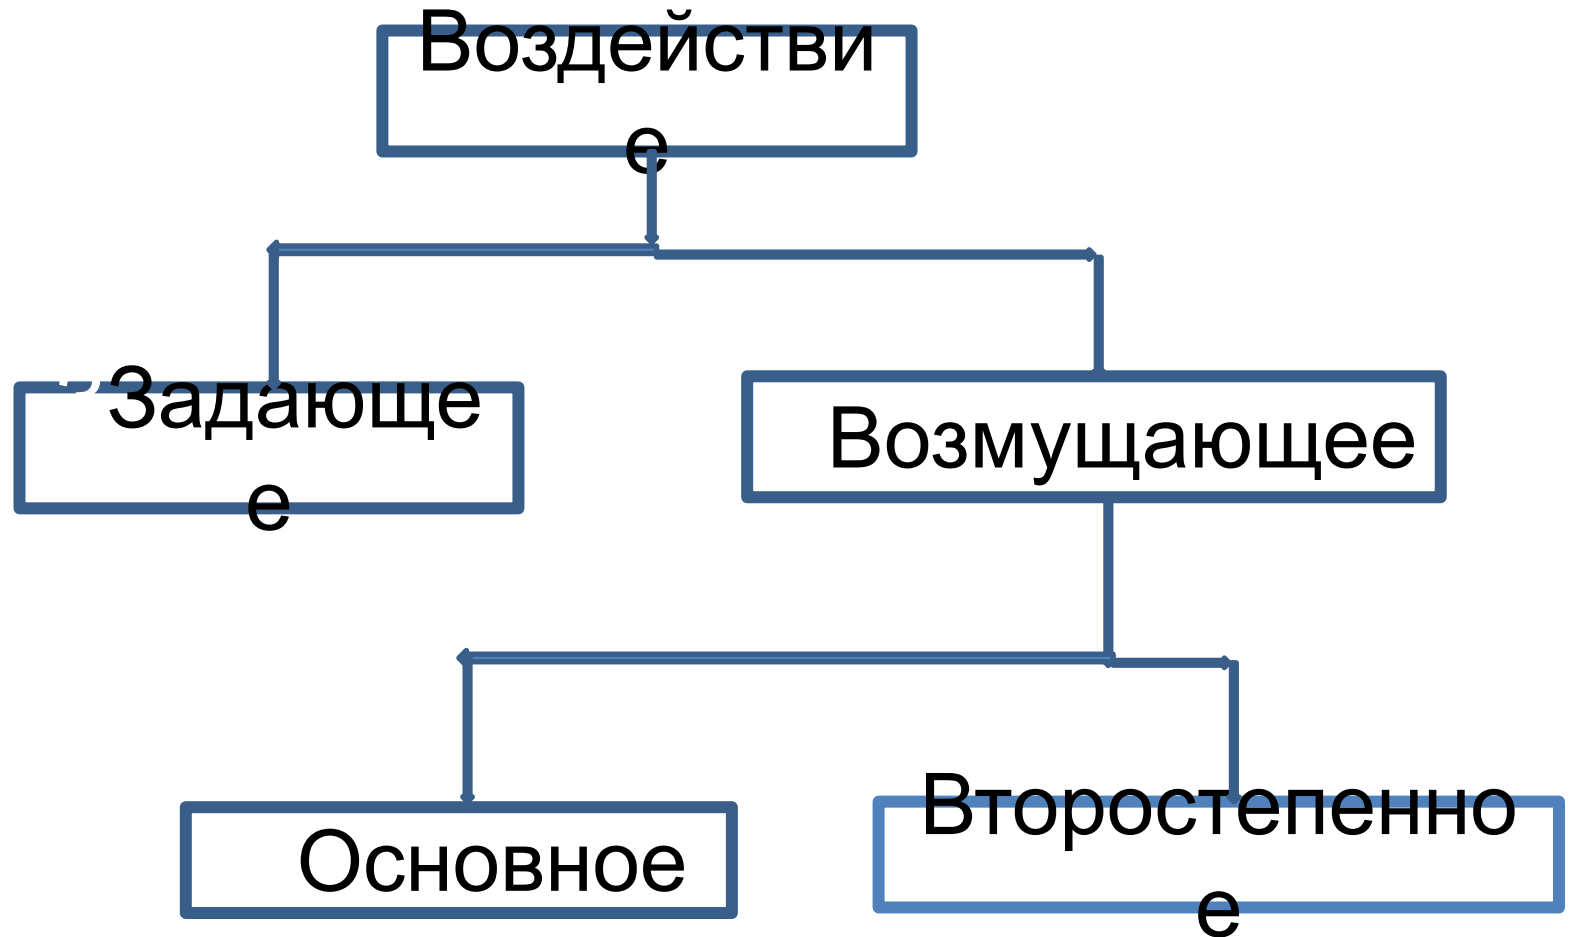 Воздействи
е
Задающе
е
Возмущающее
Основное
Второстепенно
е